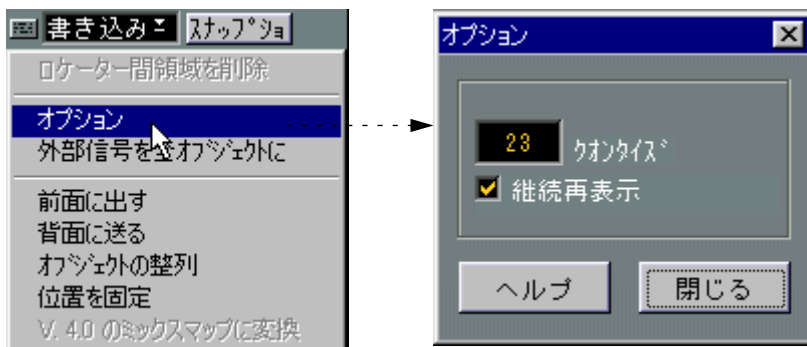 書き込み ｽﾅｯﾌﾟｼｮ
ロケーター間領域を削除
オプション
外部信号を全ｵﾌﾞｼﾞｪｸﾄに
前面に出す
背面に送る
ｵﾌﾞｼﾞｪｸﾄの整列
位置を固定
V. 4.0 のミックスマップに変換
オプション
23 ｸｵﾝﾀｲｽﾞ
継続再表示
ヘルプ 閉じる